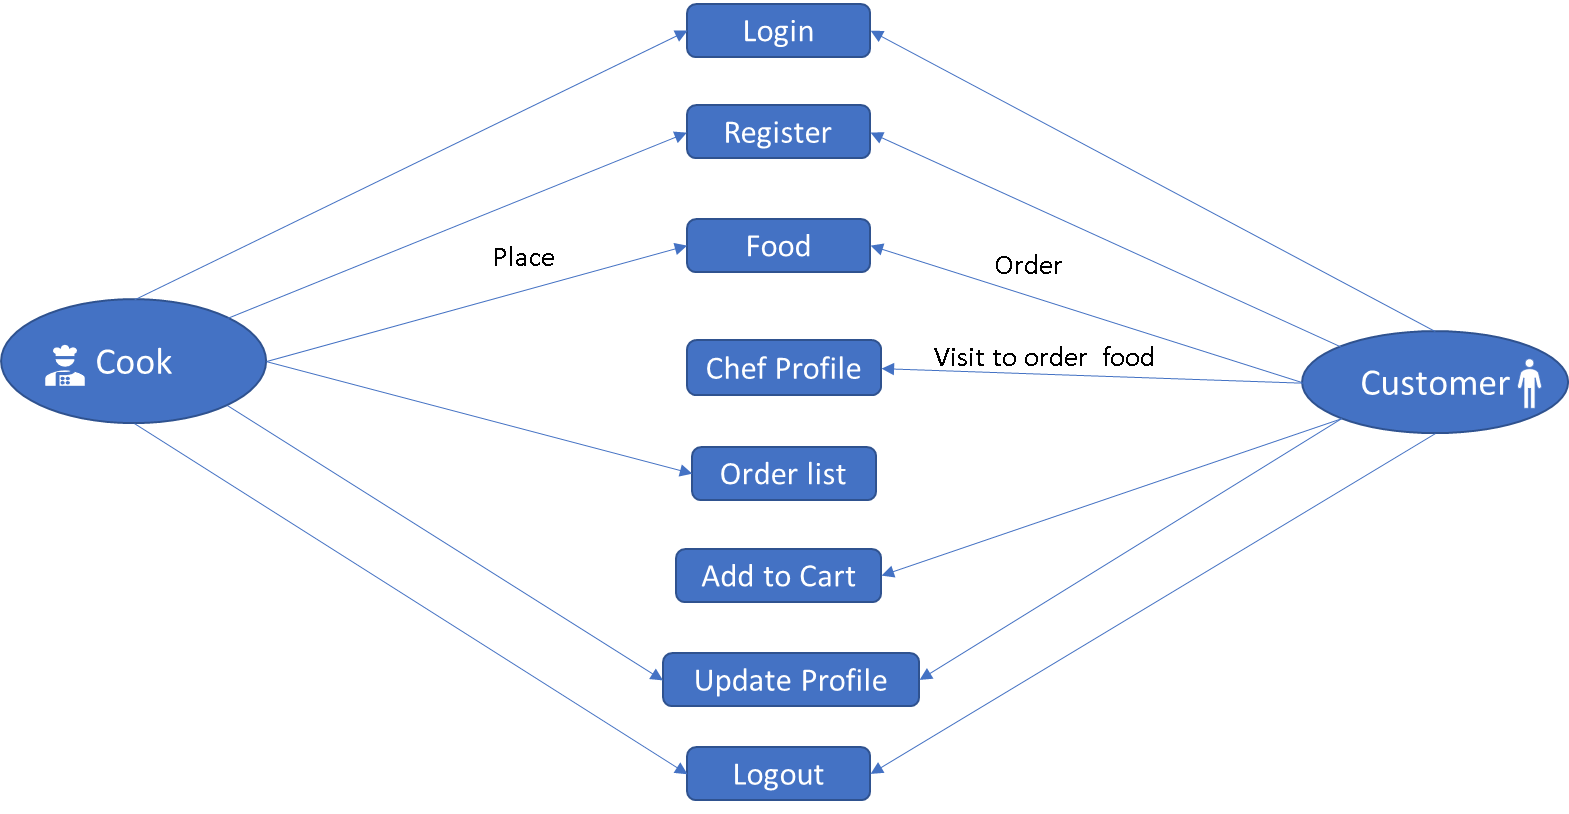 Login
Register
Place
Food
Order
Chef Profile
Visit to order food
Cook
Customer
Order list
Add to Cart
Update Profile
Logout